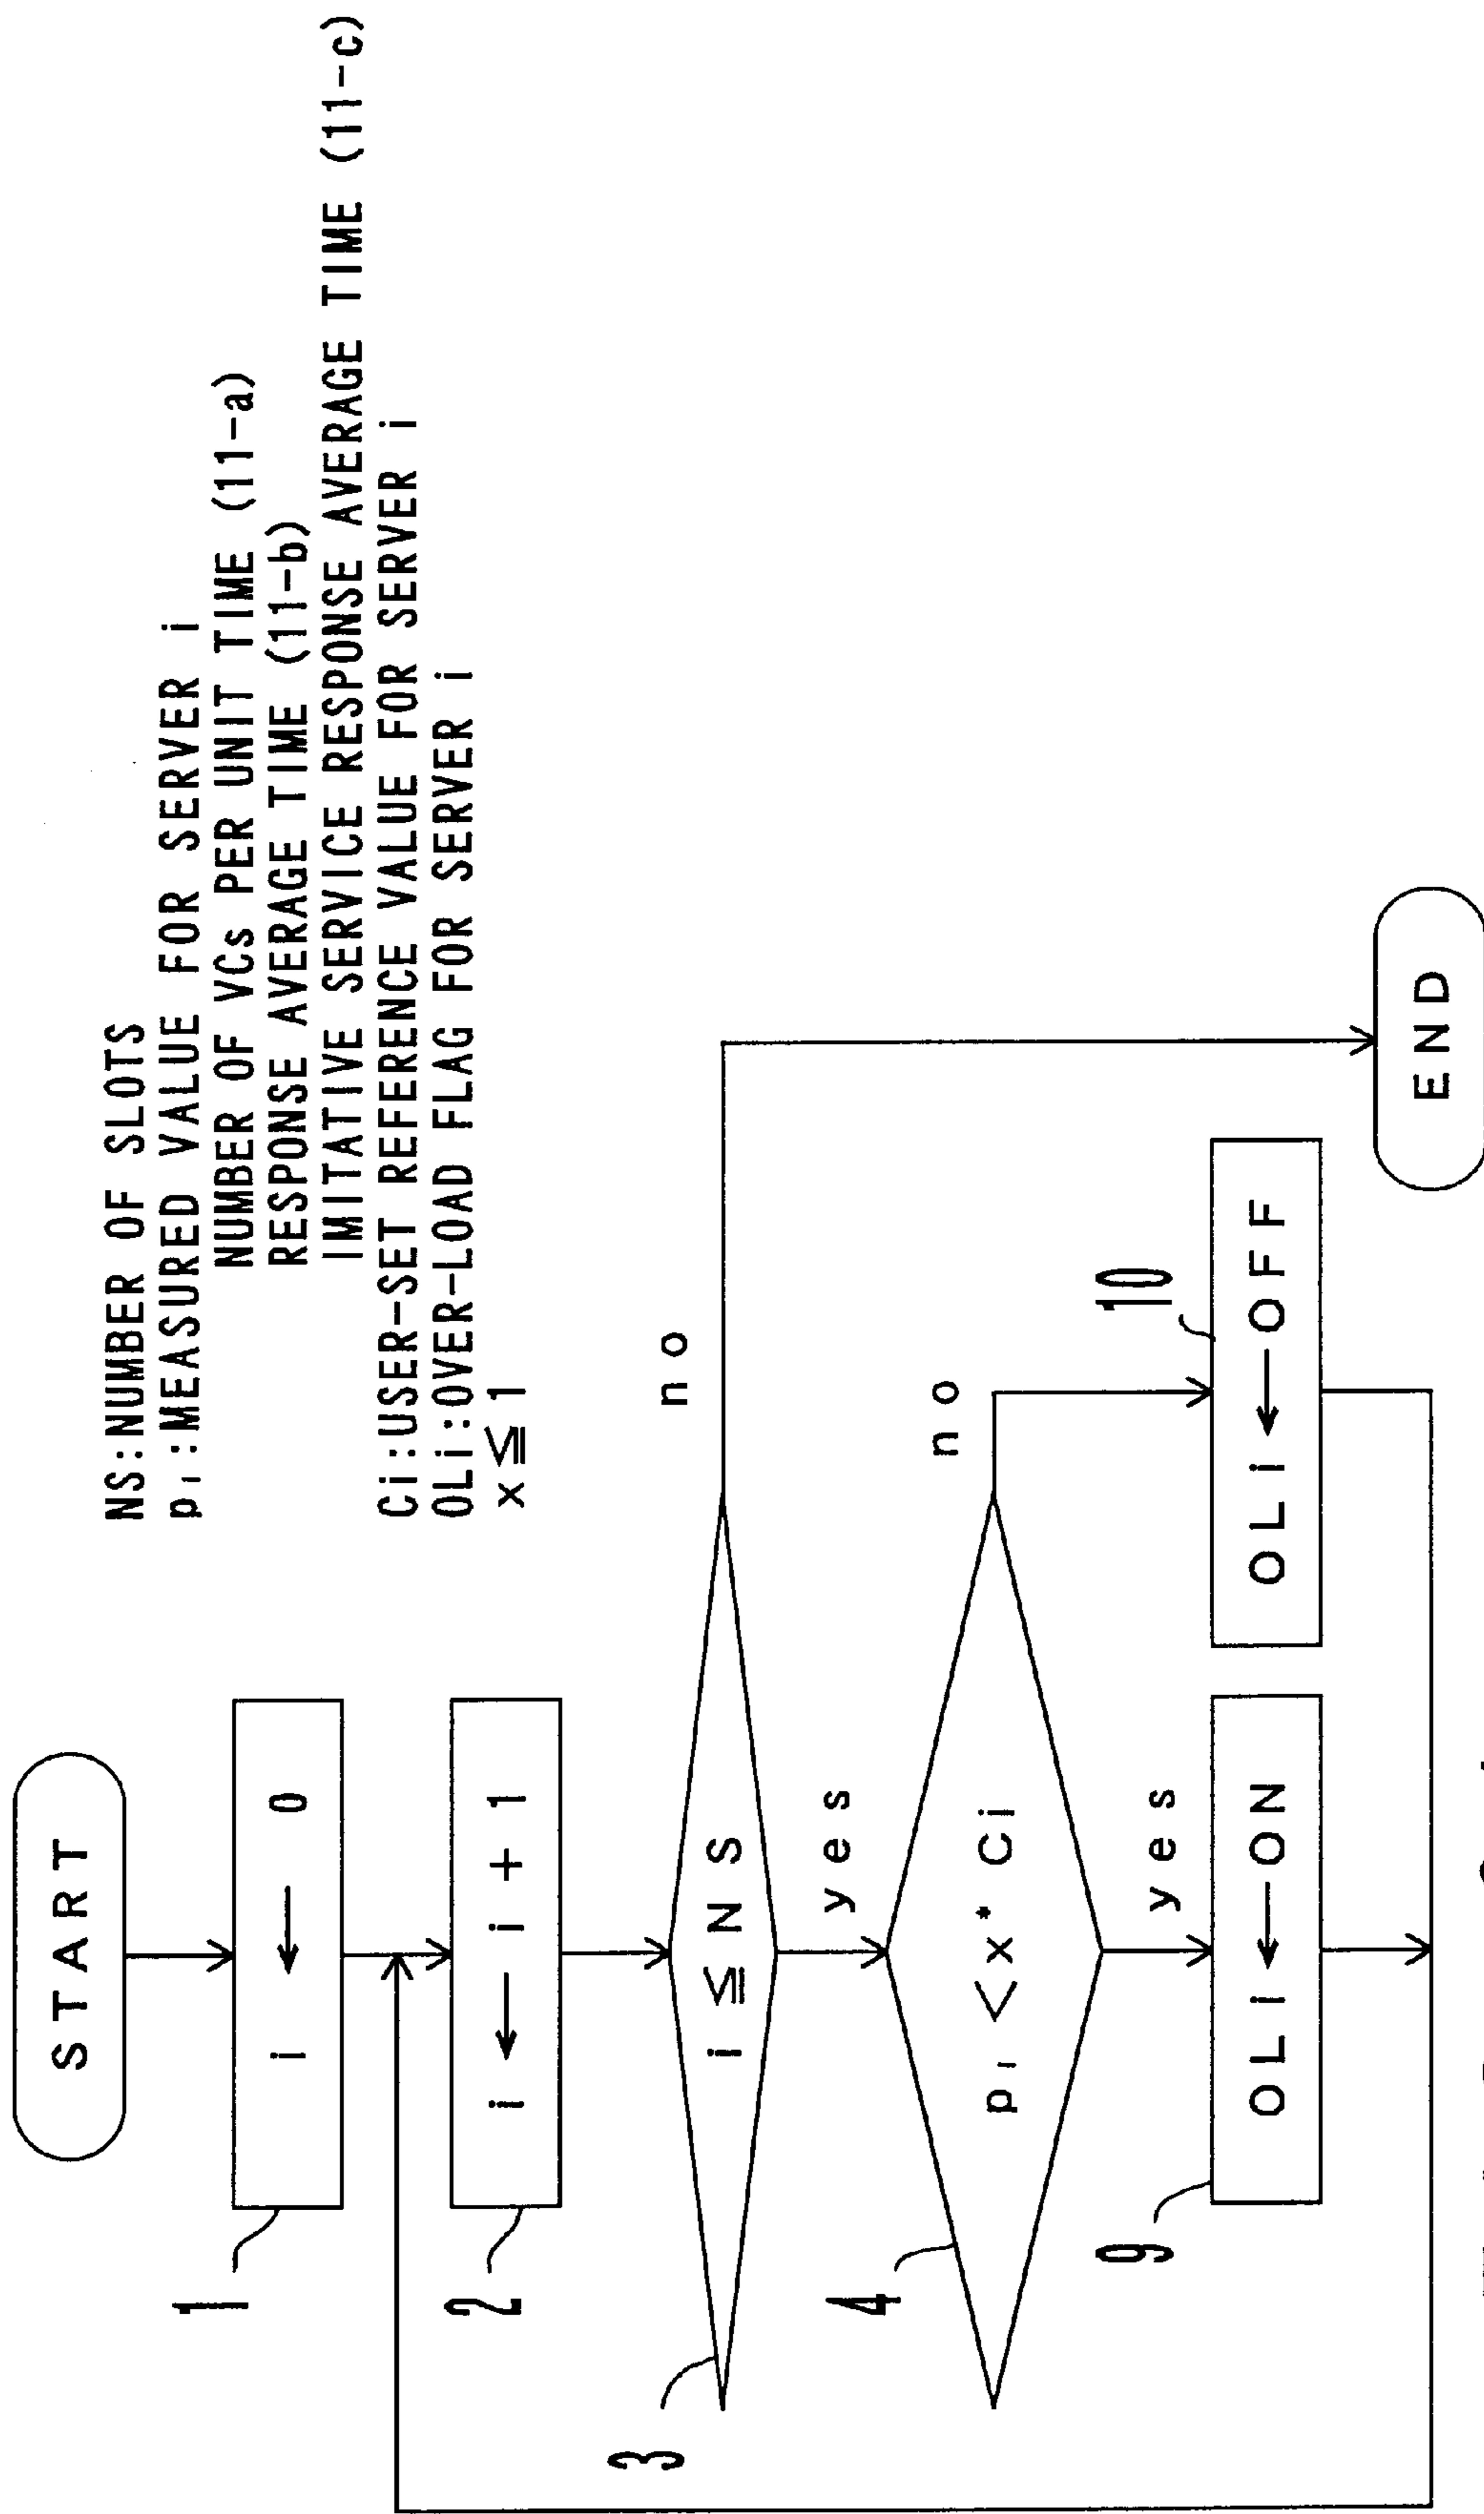 NS:NUMBER OF SLOTS
pi:MEASURED VALUE FOR SERVER i
NUMBER OF VCs PER UNIT TIME (11-a)
RESPONSE AVERAGE TIME (11-b)
IMITATIVE SERVICE RESPONSE AVERAGE TIME (11-c)
Ci:USER-SET REFERENCE VALUE FOR SERVER i
OLi:OVER-LOAD FLAG FOR SERVER i
x≦1
START
1
i ← 0
2
i ← i + 1
3
i ≦ NS
no
yes
4
pi < x* Ci
no
yes
9
OLi ← ON
10
OLi ← OFF
END